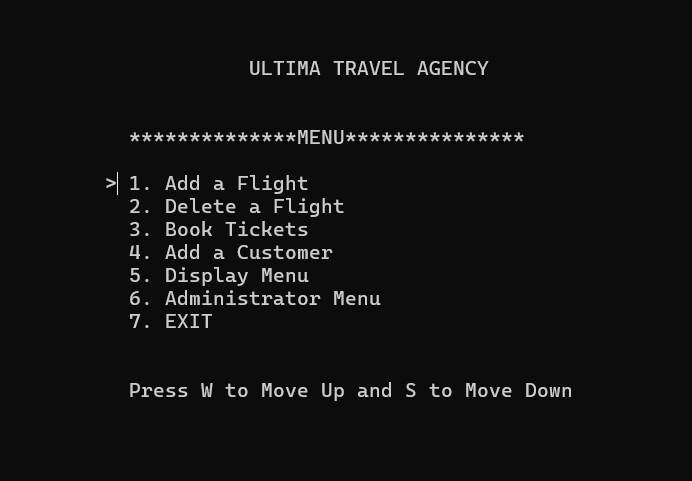 ULTIMA TRAVEL AGENCY
**************MENU***************
> 1. Add a Flight
2. Delete a Flight
3. Book Tickets
4. Add a Customer
5. Display Menu
6. Administrator Menu
7. EXIT
Press W to Move Up and S to Move Down